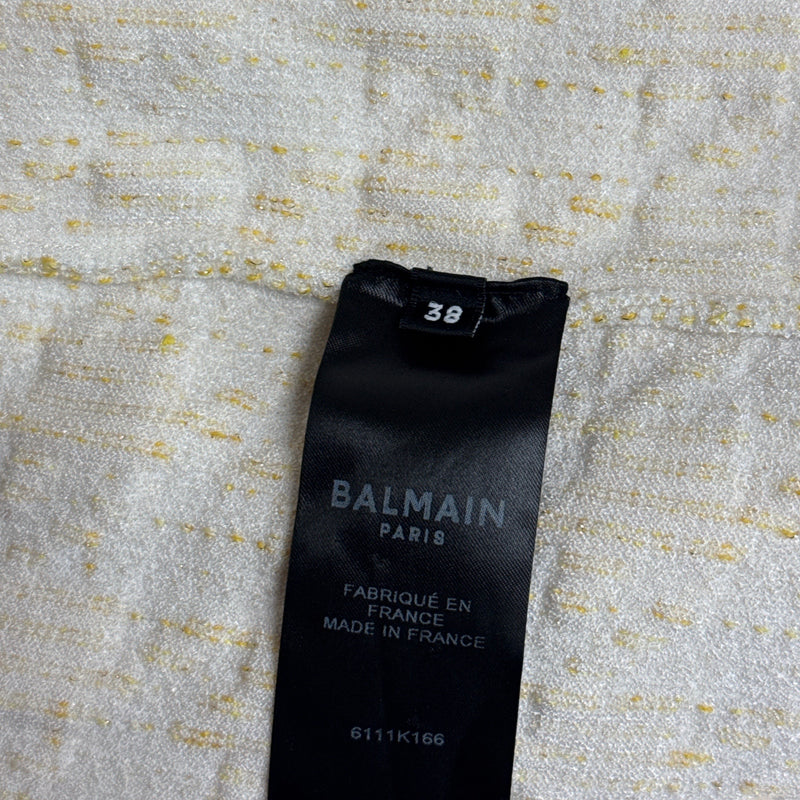 38
BALMAIN
PARIS
FABRIQUÉ EN
FRANCE
MADE IN FRANCE
6111K166